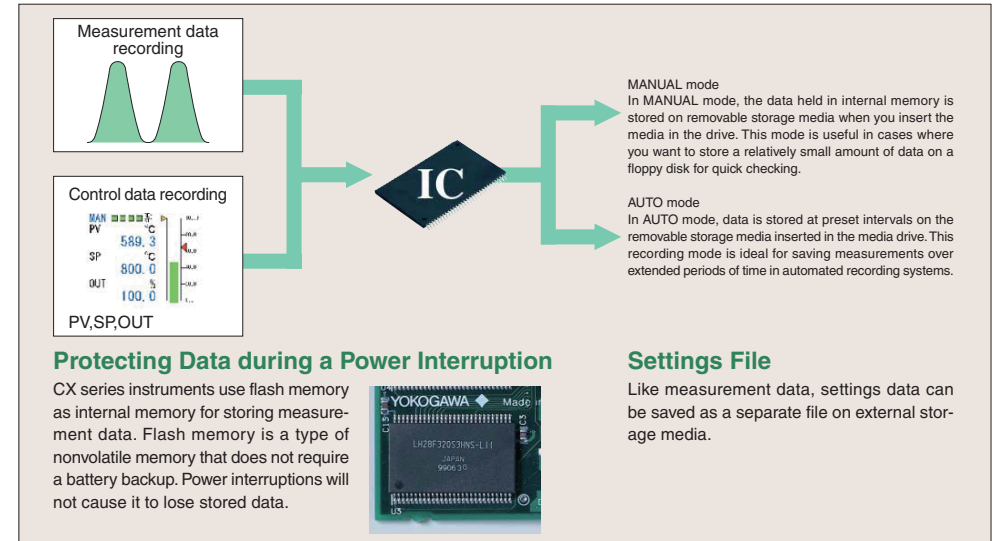 Measurement data
recording
Control data recording
MAN
PV °C
589. 3
SP °C
800. 0
OUT %
100. 0
PV,SP,OUT
IC
MANUAL mode
In MANUAL mode, the data held in internal memory is
stored on removable storage media when you insert the
media in the drive. This mode is useful in cases where
you want to store a relatively small amount of data on a
floppy disk for quick checking.
AUTO mode
In AUTO mode, data is stored at preset intervals on the
removable storage media inserted in the media drive. This
recording mode is ideal for saving measurements over
extended periods of time in automated recording systems.
Protecting Data during a Power Interruption
CX series instruments use flash memory
as internal memory for storing measure-
ment data. Flash memory is a type of
nonvolatile memory that does not require
a battery backup. Power interruptions will
not cause it to lose stored data.
YOKOGAWA Made
C13
C3
JAPAN
U3
Settings File
Like measurement data, settings data can
be saved as a separate file on external stor-
age media.